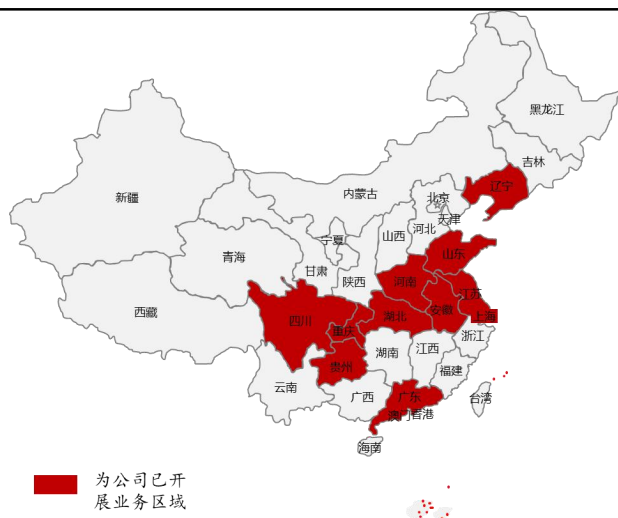 黑龙江
吉林
辽宁
新疆
内蒙古
北京
天津
河北
山西
宁夏
青海
山东
甘肃
陕西
河南
西藏
江苏
四川
湖北
安徽
上海
重庆
浙江
湖南
江西
贵州
福建
云南
广西
广东
台湾
澳门
香港
海南
为公司已开
展业务区域